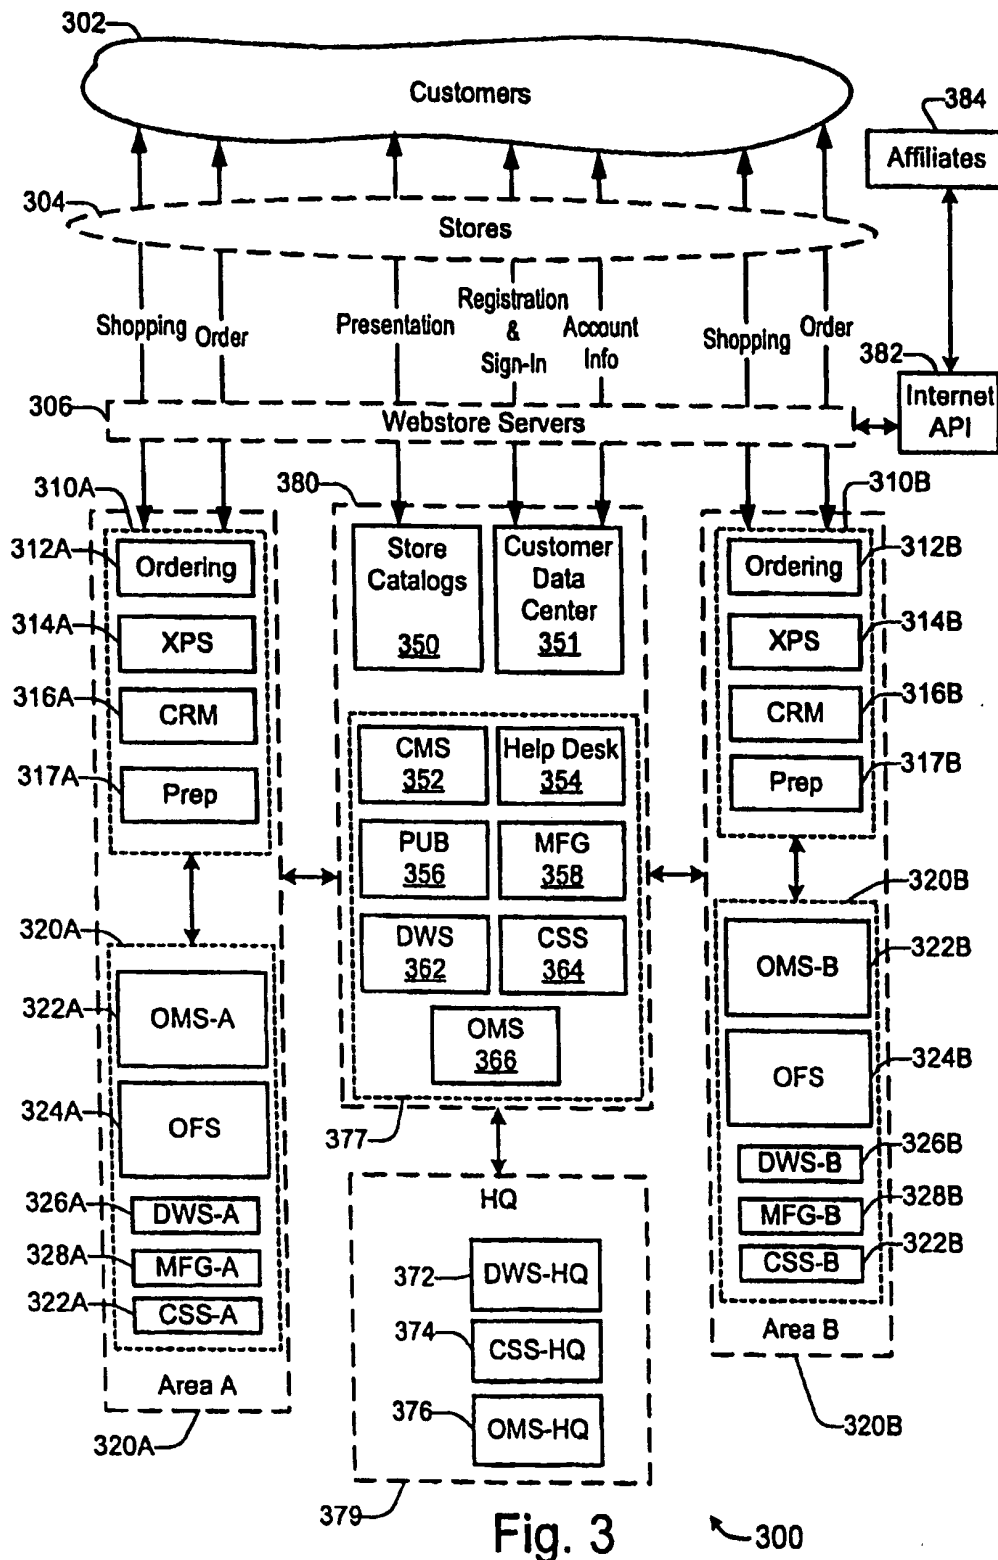 302
Customers
384
Affiliates
304
Stores
Shopping
Order
Presentation
Registration
&
Sign-In
Account
Info
Shopping
Order
382
Internet
API
306
Webstore Servers
310A
380
310B
312A
Ordering
314A
XPS
316A
CRM
317A
Prep
Store
Catalogs
350
Customer
Data
Center
351
Ordering
312B
XPS
314B
CRM
316B
Prep
317B
CMS
352
Help Desk
354
PUB
356
MFG
358
DWS
362
CSS
364
OMS
366
377
320A
322A
OMS-A
324A
OFS
326A
DWS-A
328A
MFG-A
322A
CSS-A
Area A
320A
320B
OMS-B
322B
OFS
324B
DWS-B
326B
MFG-B
328B
CSS-B
322B
Area B
320B
HQ
372
DWS-HQ
374
CSS-HQ
376
OMS-HQ
379
Fig. 3
300